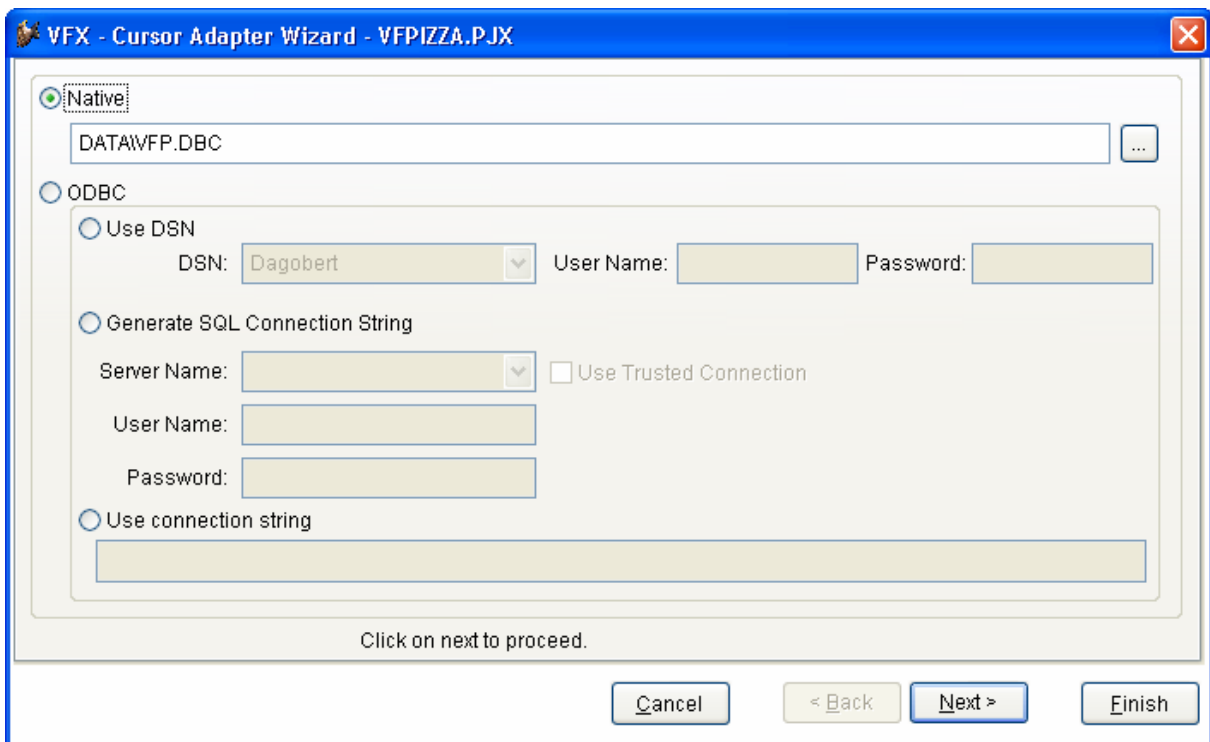 VFX - Cursor Adapter Wizard - VFPIZZA.PJX
Native
DATA\VFP.DBC
...
ODBC
Use DSN
DSN: Dagobert User Name: Password:
Generate SQL Connection String
Server Name: Use Trusted Connection
User Name:
Password:
Use connection string
Click on next to proceed.
Cancel < Back Next > Finish